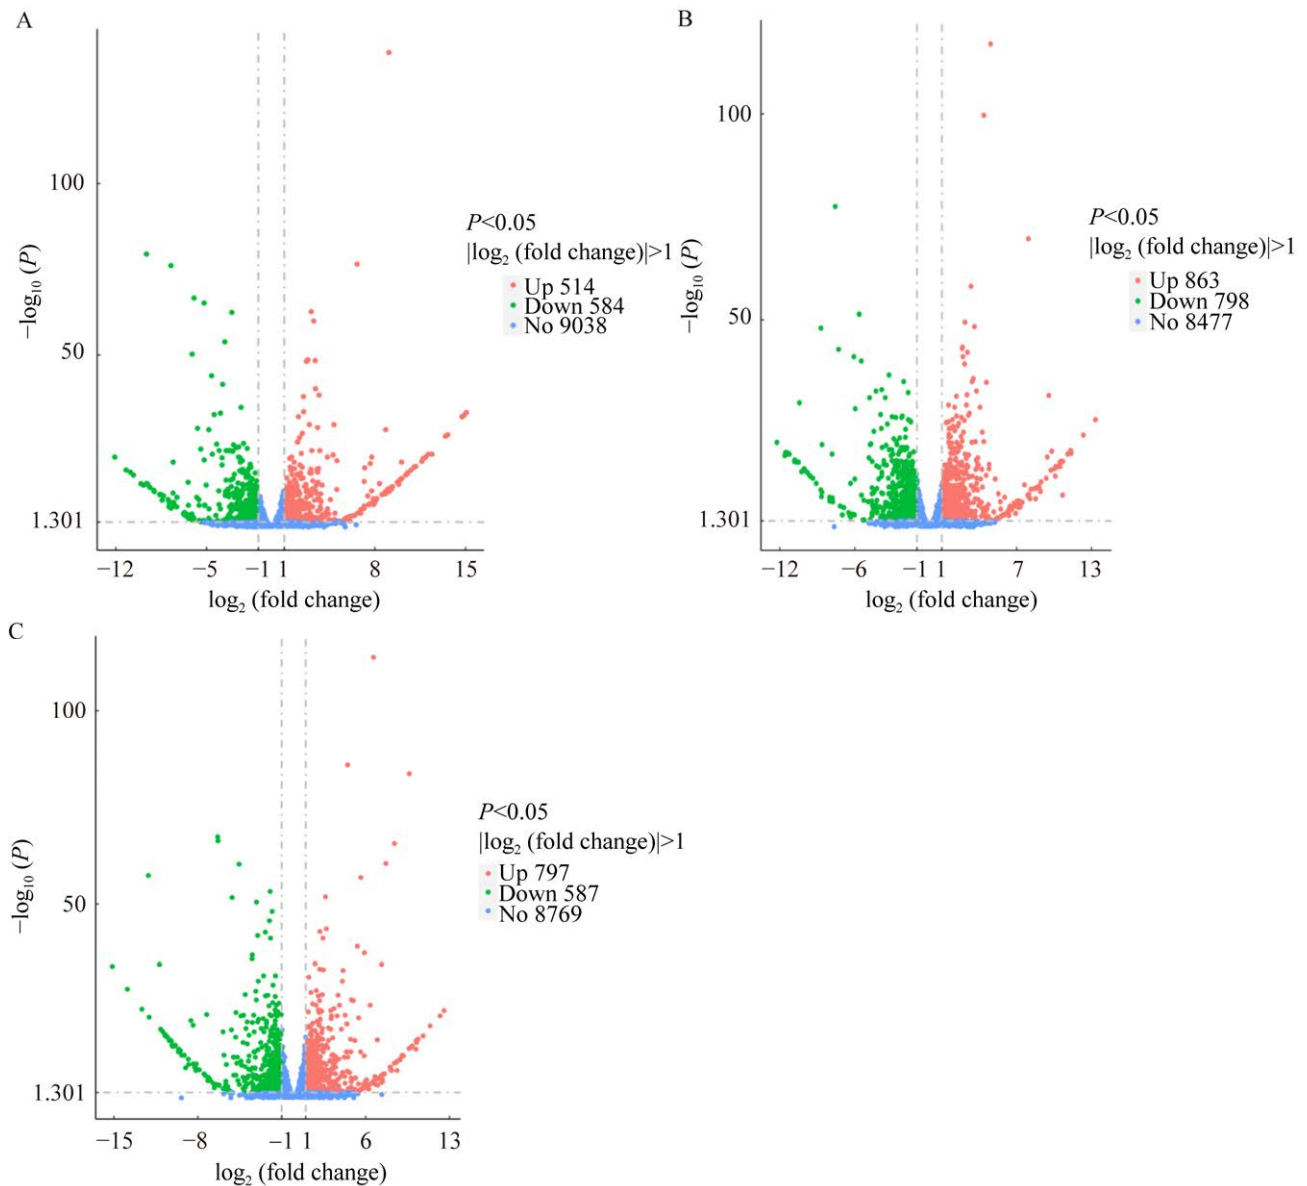 A
100
50
1.301
−log₁₀ (P)
−12 −5 −1 1 8 15
log₂ (fold change)
P<0.05
|log₂ (fold change)|>1
Up 514
Down 584
No 9038
B
100
50
1.301
−log₁₀ (P)
−12 −6 −1 1 7 13
log₂ (fold change)
P<0.05
|log₂ (fold change)|>1
Up 863
Down 798
No 8477
C
100
50
1.301
−log₁₀ (P)
−15 −8 −1 1 6 13
log₂ (fold change)
P<0.05
|log₂ (fold change)|>1
Up 797
Down 587
No 8769